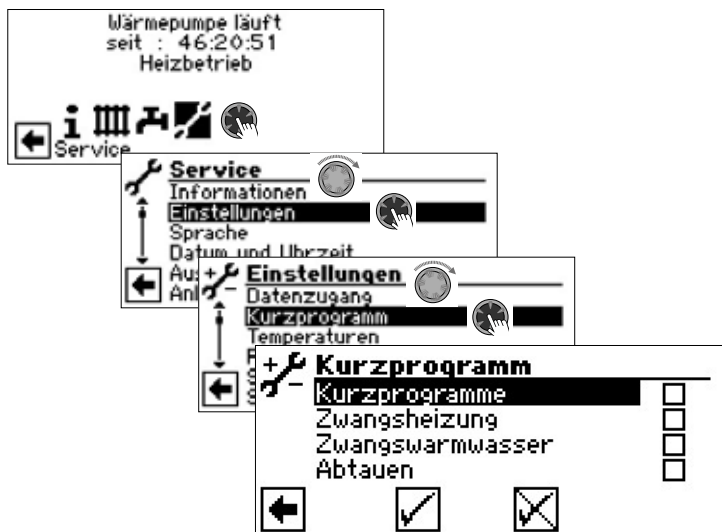 Wärmepumpe läuft
seit : 46:20:51
Heizbetrieb
Service
Service
Informationen
Einstellungen
Sprache
Datum und Uhrzeit
Einstellungen
Datenzugang
Kurzprogramm
Temperaturen
Kurzprogramm
Kurzprogramme
Zwangsheizung
Zwangswarmwasser
Abtauen